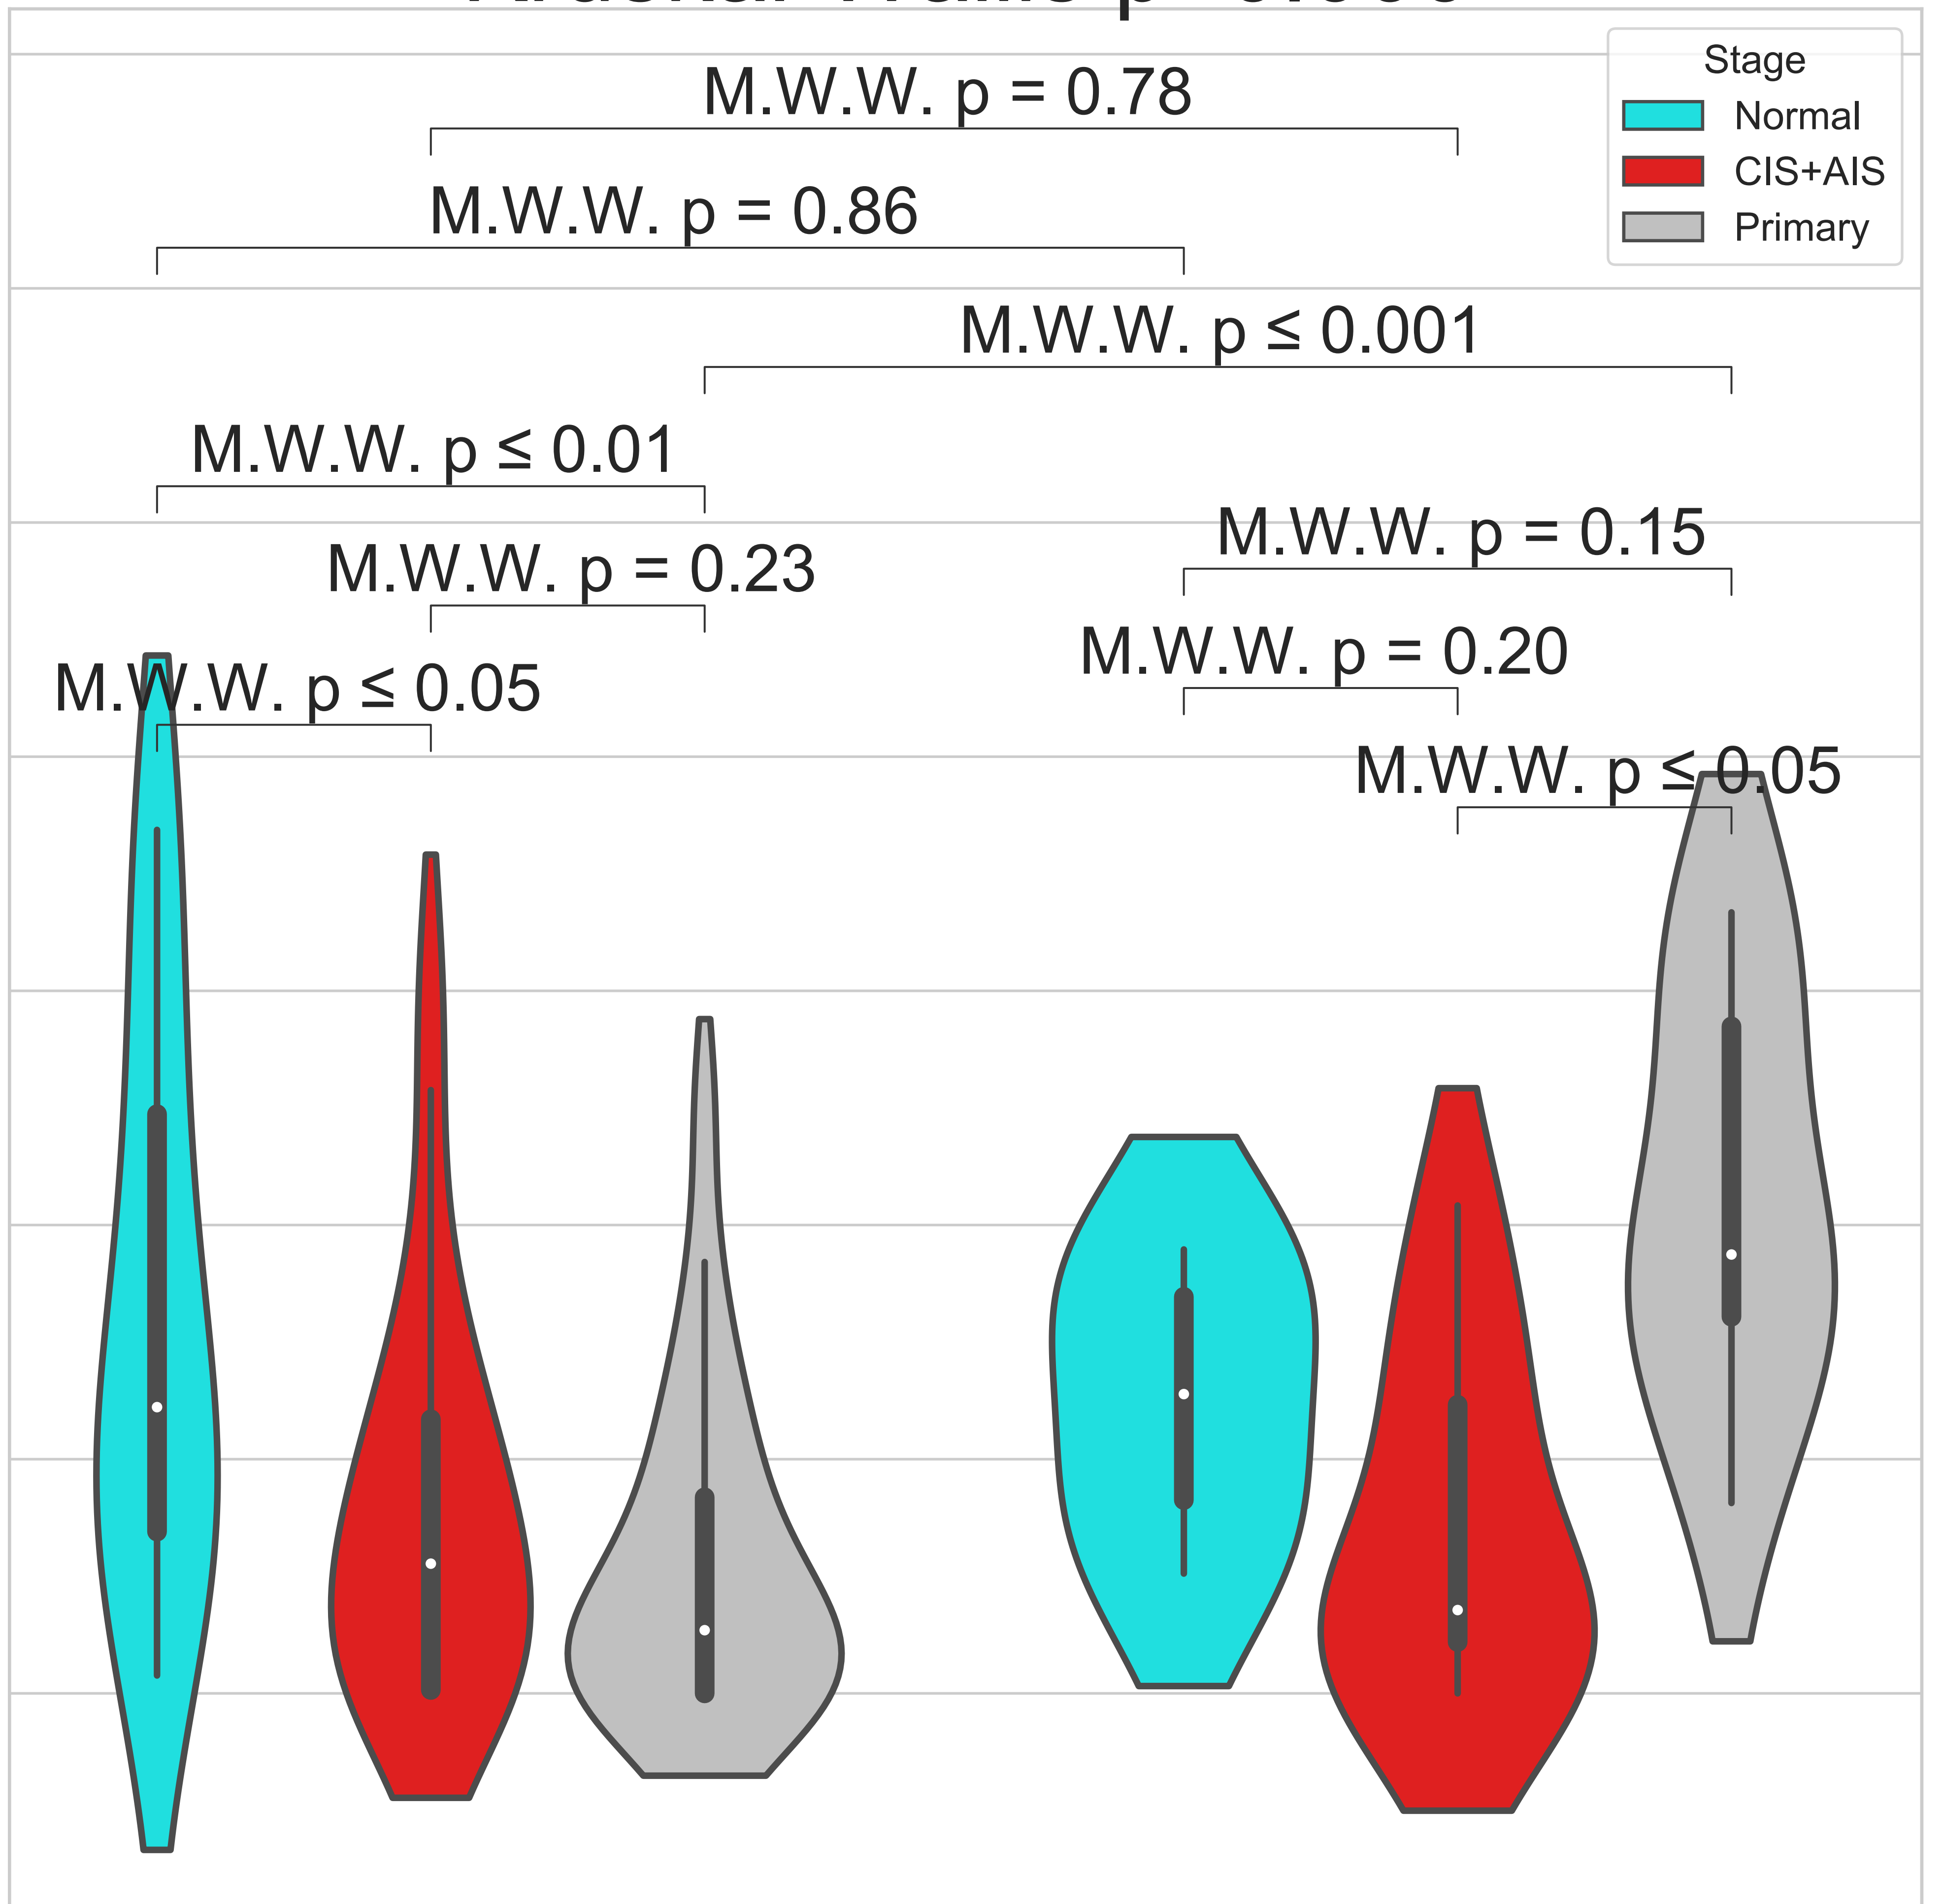 Stage
Normal
CIS+AIS
Primary
M.W.W. p = 0.78
M.W.W. p = 0.86
M.W.W. p ≤ 0.001
M.W.W. p ≤ 0.01
M.W.W. p = 0.15
M.W.W. p = 0.23
M.W.W. p = 0.20
M.W.W. p ≤ 0.05
M.W.W. p ≤ 0.05